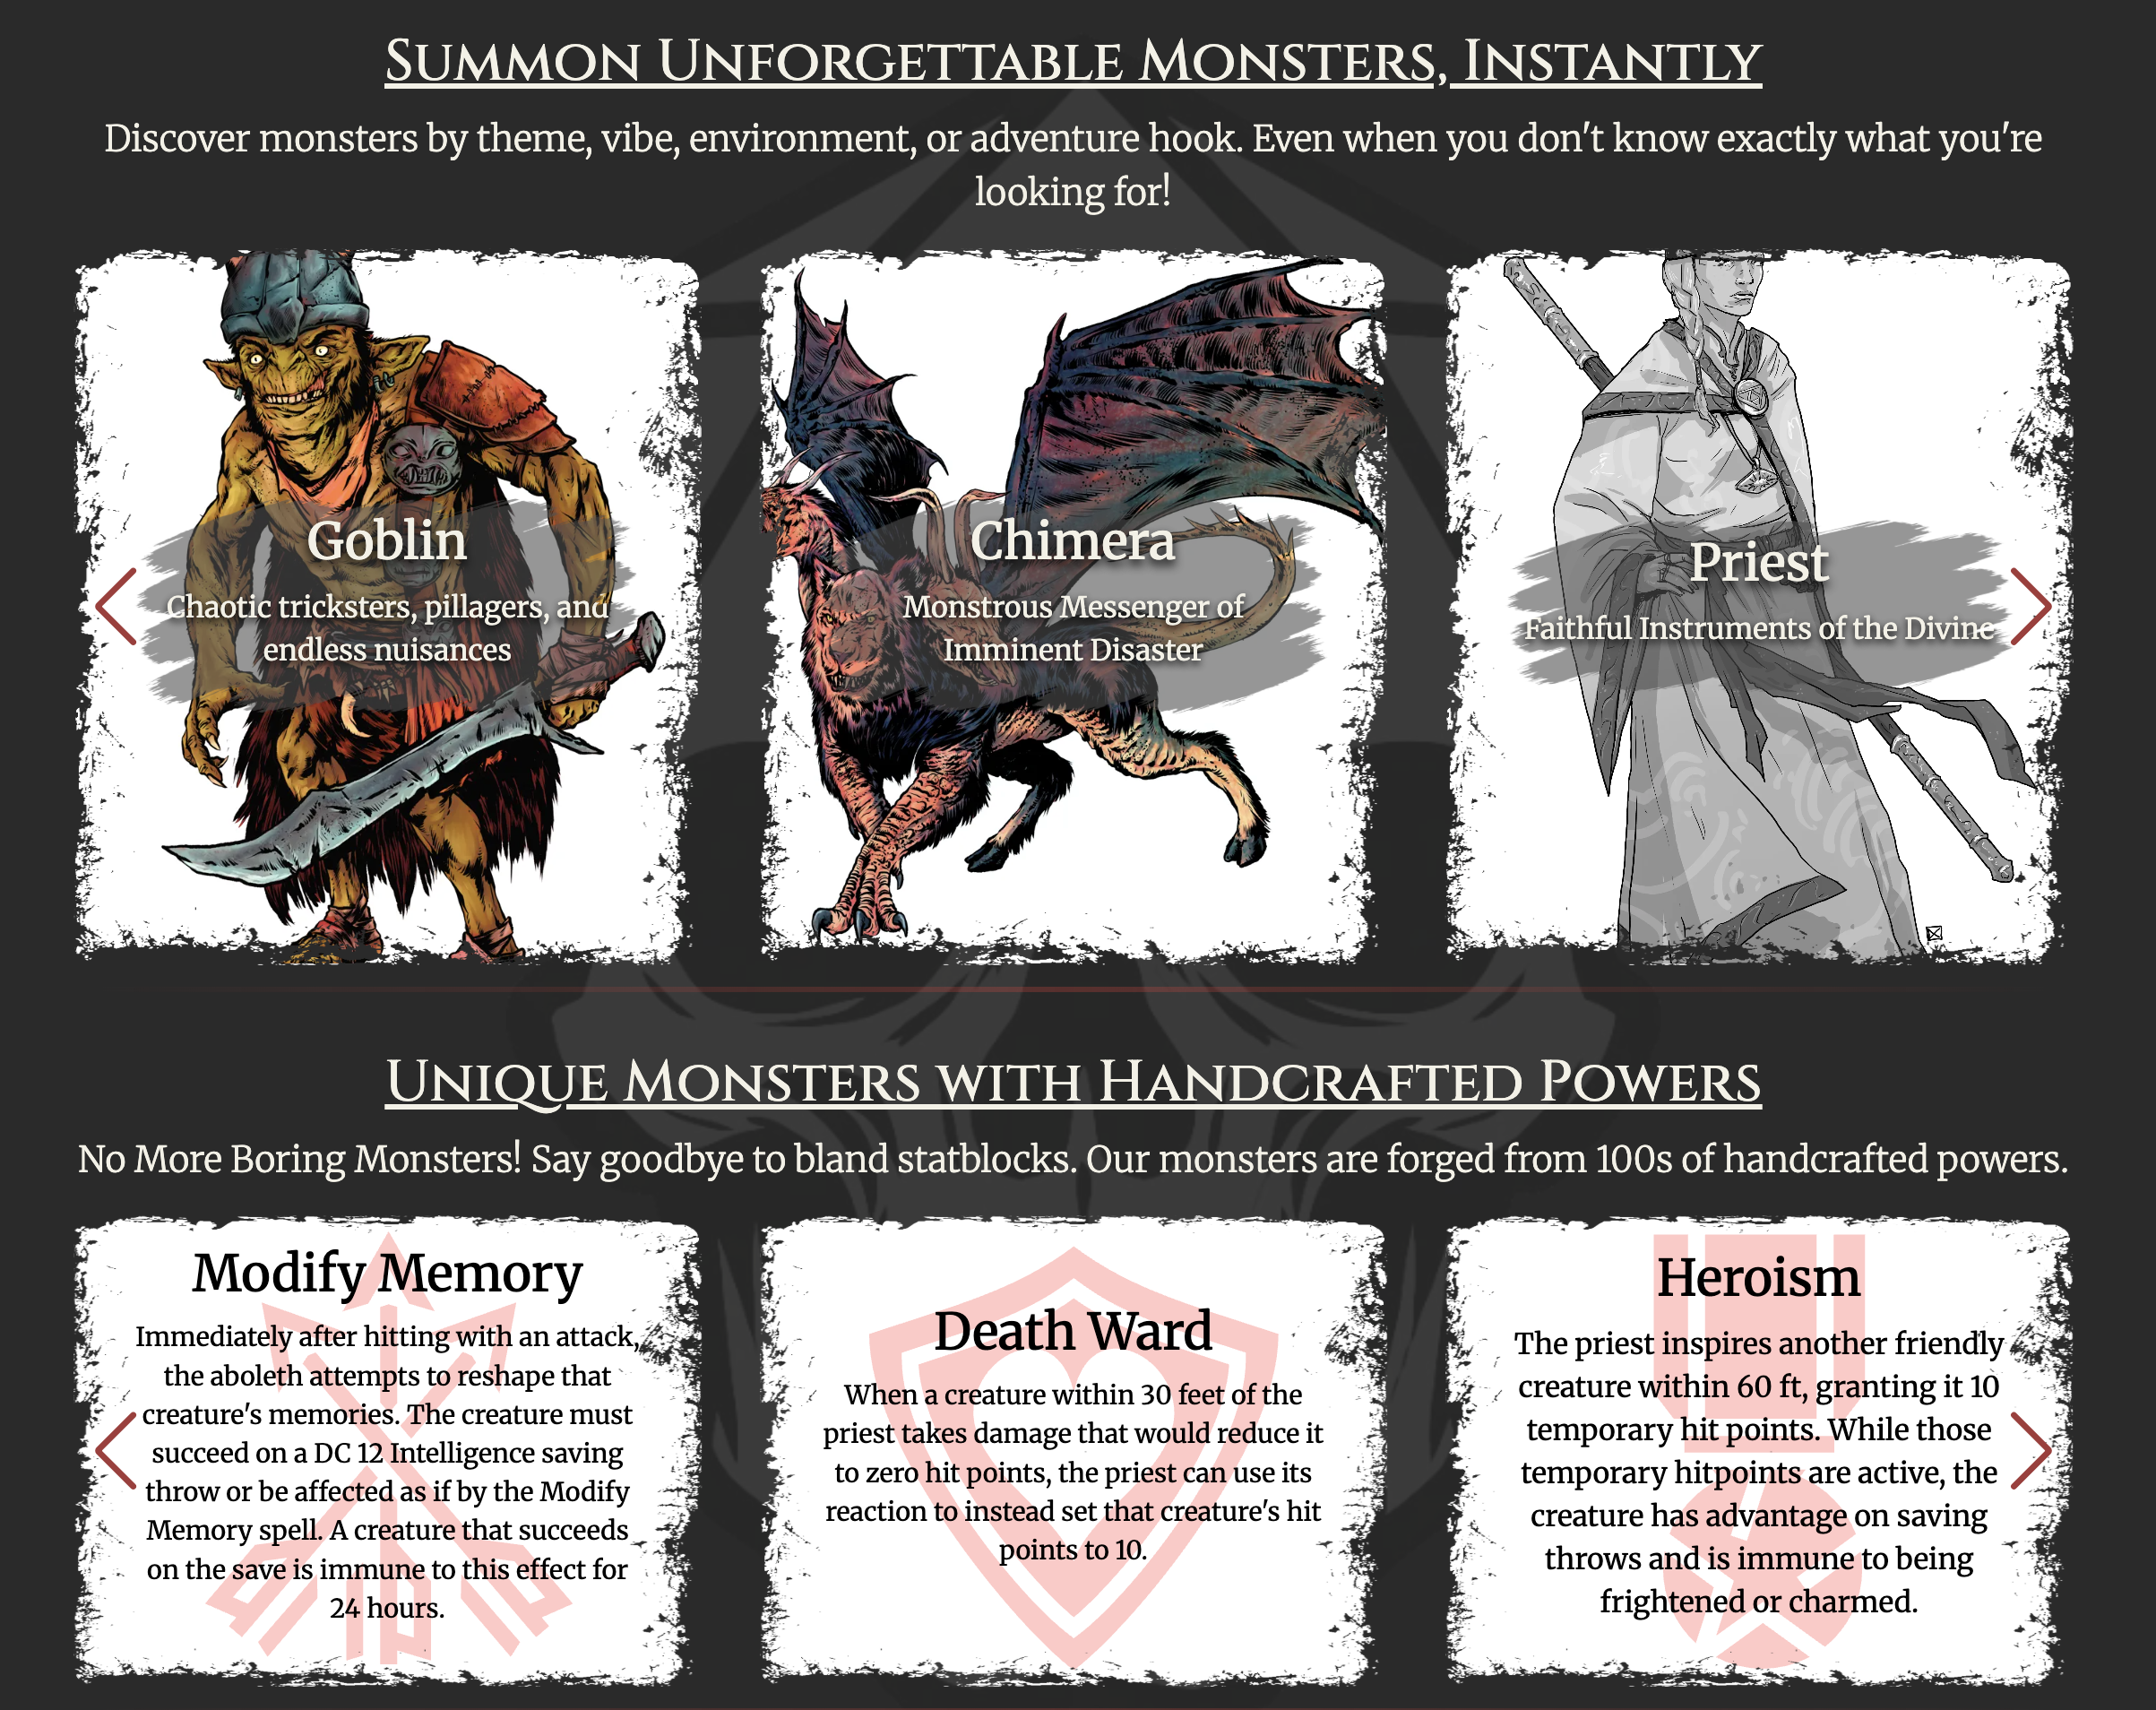 Summon Unforgettable Monsters, Instantly
Discover monsters by theme, vibe, environment, or adventure hook. Even when you don't know exactly what you're
looking for!
Goblin
Chaotic tricksters, pillagers, and
endless nuisances
Chimera
Monstrous Messenger of
Imminent Disaster
Priest
Faithful Instruments of the Divine
Unique Monsters with Handcrafted Powers
No More Boring Monsters! Say goodbye to bland statblocks. Our monsters are forged from 100s of handcrafted powers.
Modify Memory
Immediately after hitting with an attack,
the aboleth attempts to reshape that
creature's memories. The creature must
succeed on a DC 12 Intelligence saving
throw or be affected as if by the Modify
Memory spell. A creature that succeeds
on the save is immune to this effect for
24 hours.
Death Ward
When a creature within 30 feet of the
priest takes damage that would reduce it
to zero hit points, the priest can use its
reaction to instead set that creature's hit
points to 10.
Heroism
The priest inspires another friendly
creature within 60 ft, granting it 10
temporary hit points. While those
temporary hitpoints are active, the
creature has advantage on saving
throws and is immune to being
frightened or charmed.